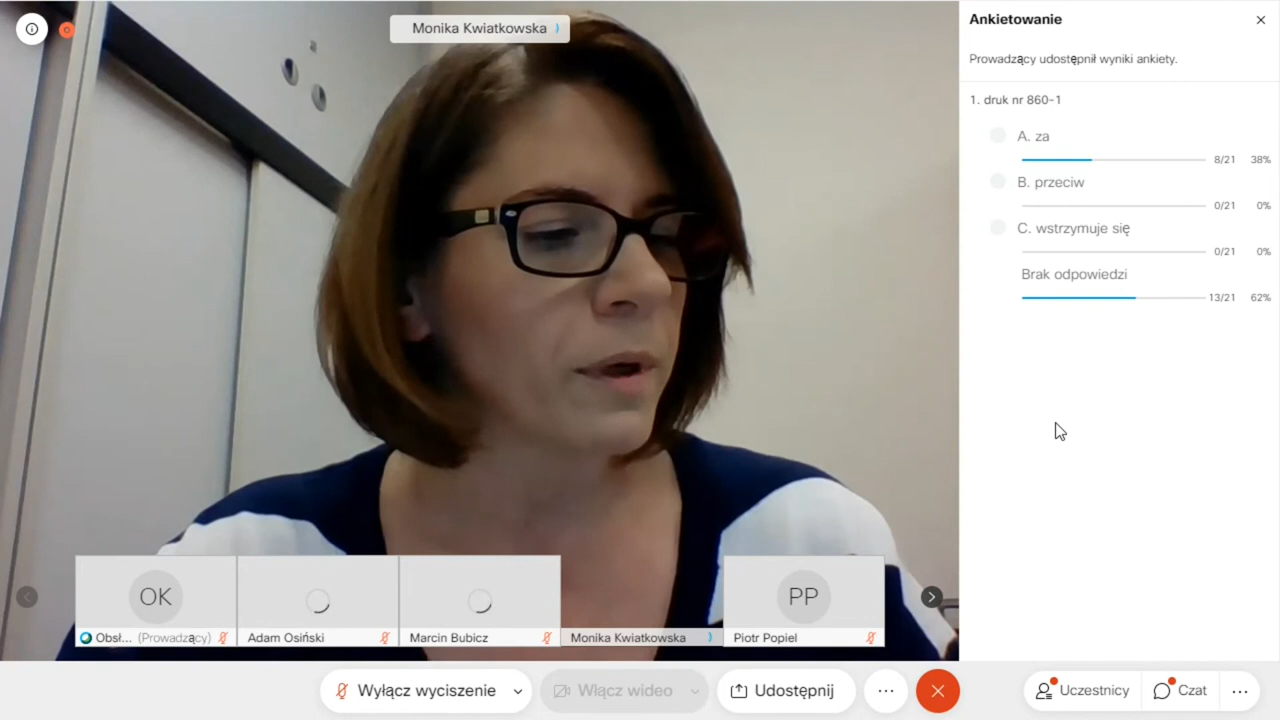 Monika Kwiatkowska
Ankietowanie
Prowadzący udostępnił wyniki ankiety.
1. druk nr 860-1
A. za
8/21 38%
B. przeciw
0/21 0%
C. wstrzymuje się
0/21 0%
Brak odpowiedzi
13/21 62%
OK
PP
Obsł... (Prowadzący)
Adam Osiński
Marcin Bubicz
Monika Kwiatkowska
Piotr Popiel
Wyłącz wyciszenie
Włącz wideo
Udostępnij
Uczestnicy
Czat